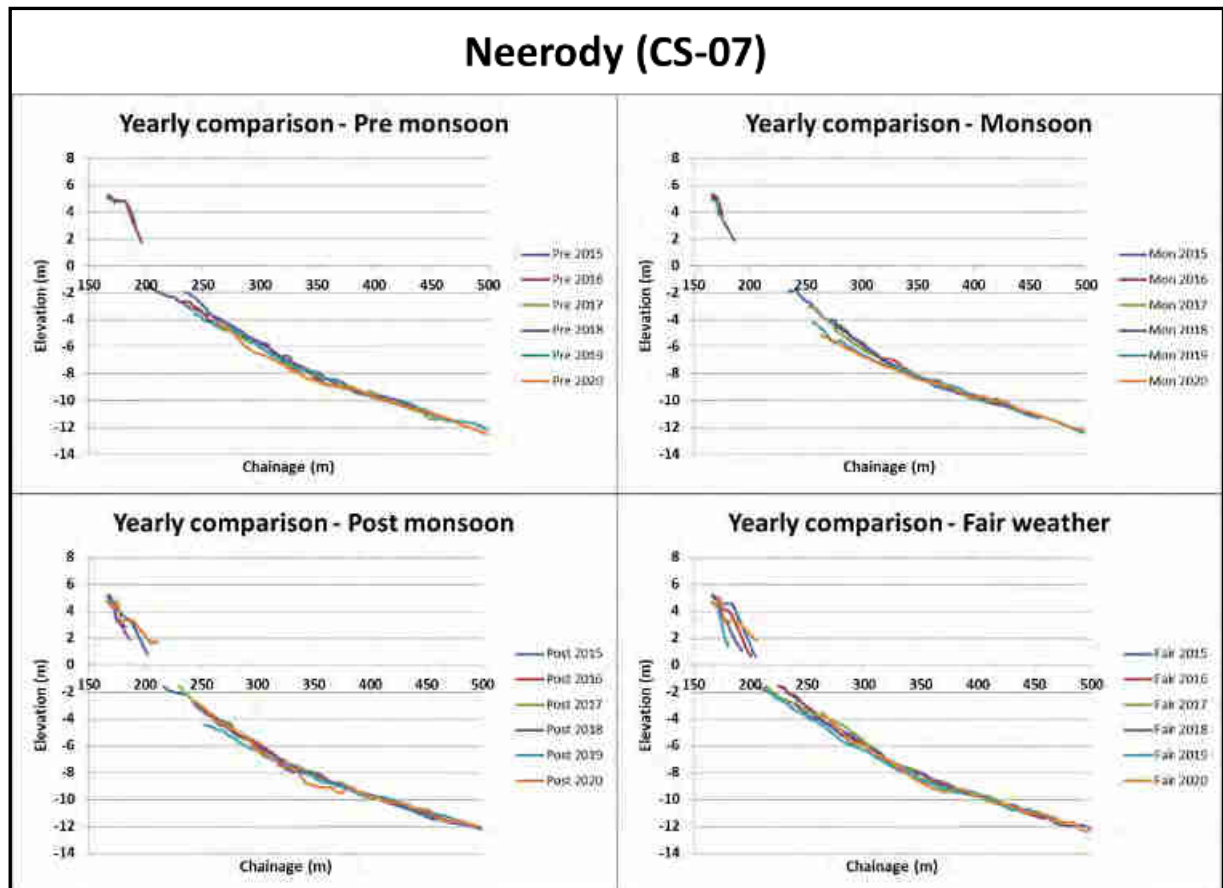 Neerody (CS-07)
Yearly comparison - Pre monsoon
8
6
4
2
0
-2
-4
-6
-8
-10
-12
-14
150 200 250 300 350 400 450 500
Elevation (m)
Chainage (m)
Pre 2015
Pre 2016
Pre 2017
Pre 2018
Pre 2019
Pre 2020
Yearly comparison - Monsoon
8
6
4
2
0
-2
-4
-6
-8
-10
-12
-14
150 200 250 300 350 400 450 500
Elevation (m)
Chainage (m)
Mon 2015
Mon 2016
Mon 2017
Mon 2018
Mon 2019
Mon 2020
Yearly comparison - Post monsoon
8
6
4
2
0
-2
-4
-6
-8
-10
-12
-14
150 200 250 300 350 400 450 500
Elevation (m)
Chainage (m)
Post 2015
Post 2016
Post 2017
Post 2018
Post 2019
Post 2020
Yearly comparison - Fair weather
8
6
4
2
0
-2
-4
-6
-8
-10
-12
-14
150 200 250 300 350 400 450 500
Elevation (m)
Chainage (m)
Fair 2015
Fair 2016
Fair 2017
Fair 2018
Fair 2019
Fair 2020